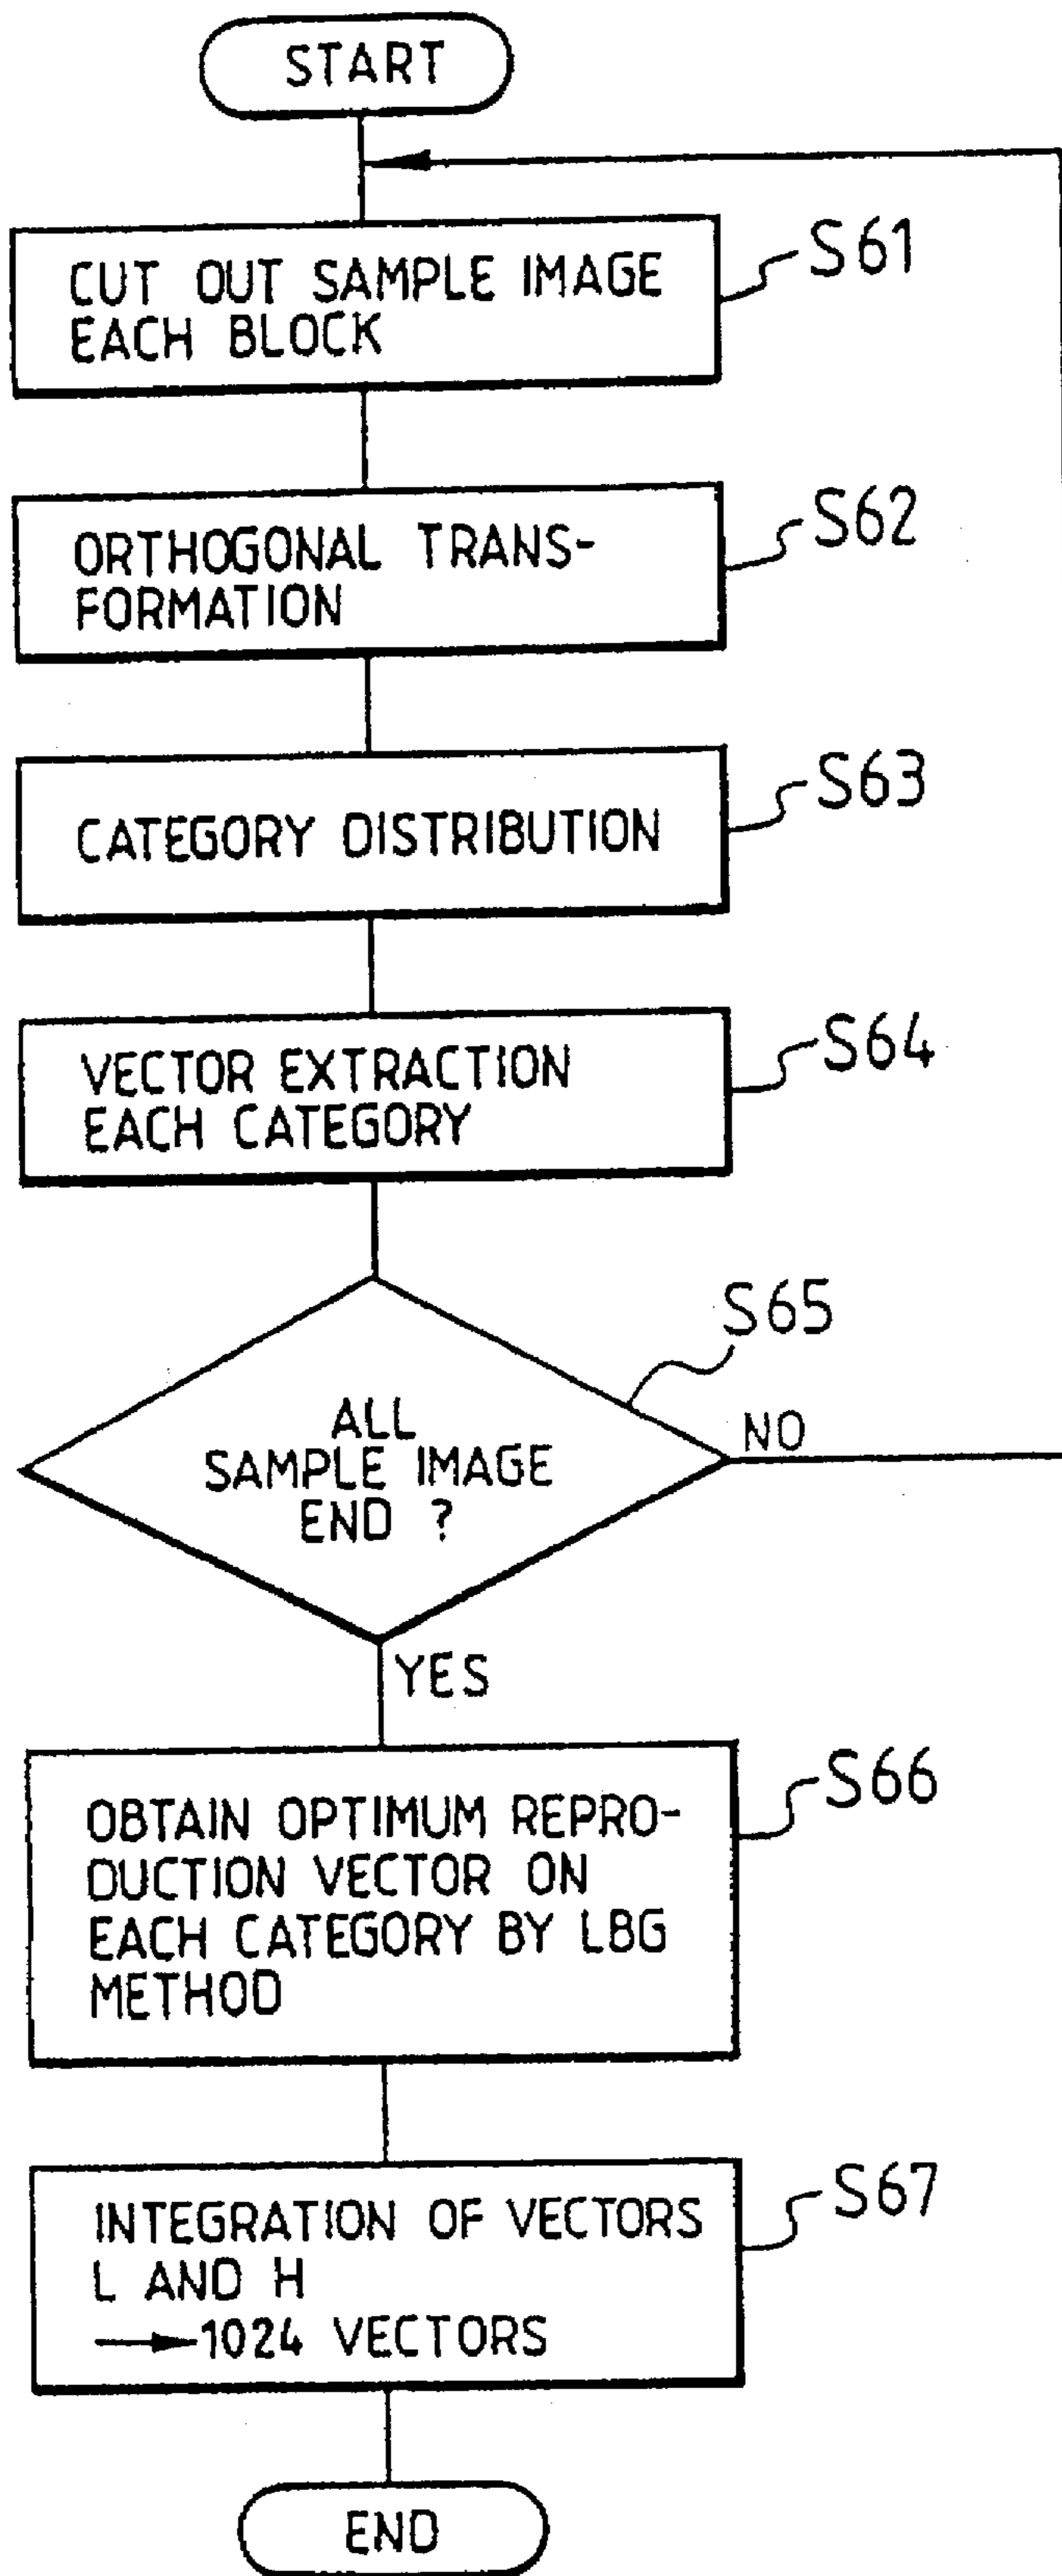 START
CUT OUT SAMPLE IMAGE
EACH BLOCK
S61
ORTHOGONAL TRANS-
FORMATION
S62
CATEGORY DISTRIBUTION
S63
VECTOR EXTRACTION
EACH CATEGORY
S64
S65
ALL
SAMPLE IMAGE
END ?
NO
YES
OBTAIN OPTIMUM REPRO-
DUCTION VECTOR ON
EACH CATEGORY BY LBG
METHOD
S66
INTEGRATION OF VECTORS
L AND H
→1024 VECTORS
S67
END